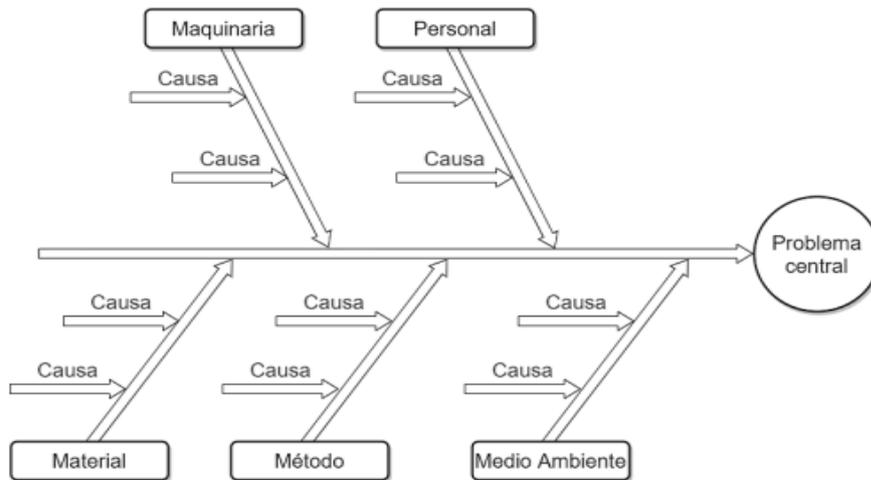 Maquinaria
Personal
Causa
Causa
Causa
Causa
Problema
central
Causa
Causa
Causa
Causa
Causa
Causa
Material
Método
Medio Ambiente